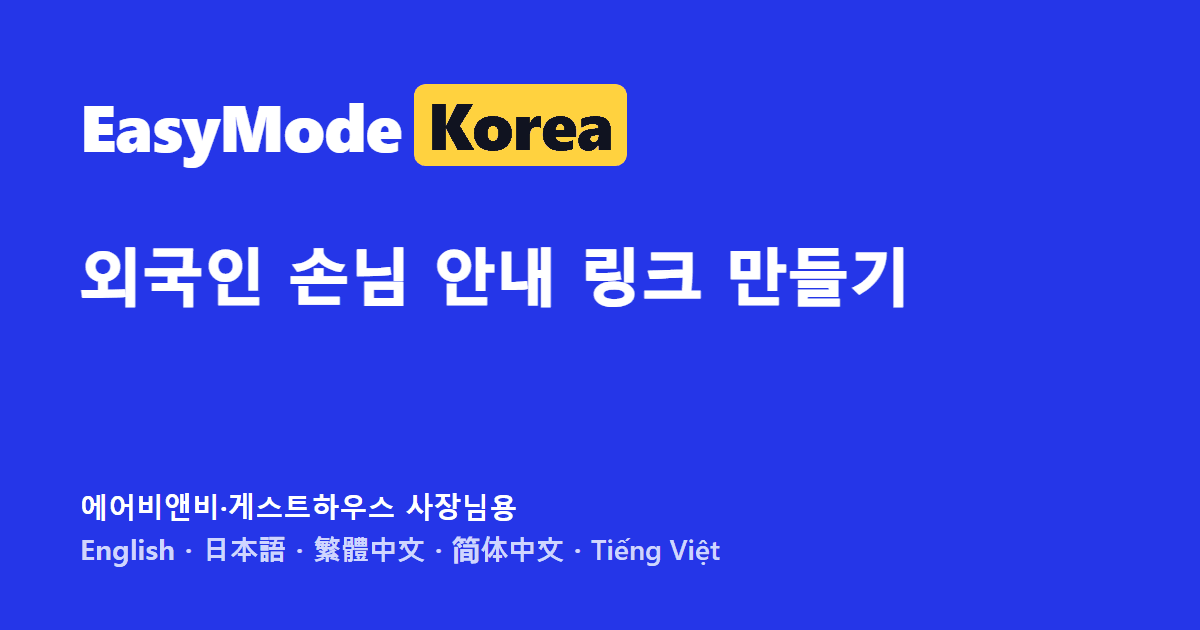 EasyMode Korea
외국인 손님 안내 링크 만들기
에어비앤비·게스트하우스 사장님용
English · 日本語 · 繁體中文 · 简体中文 · Tiếng Việt